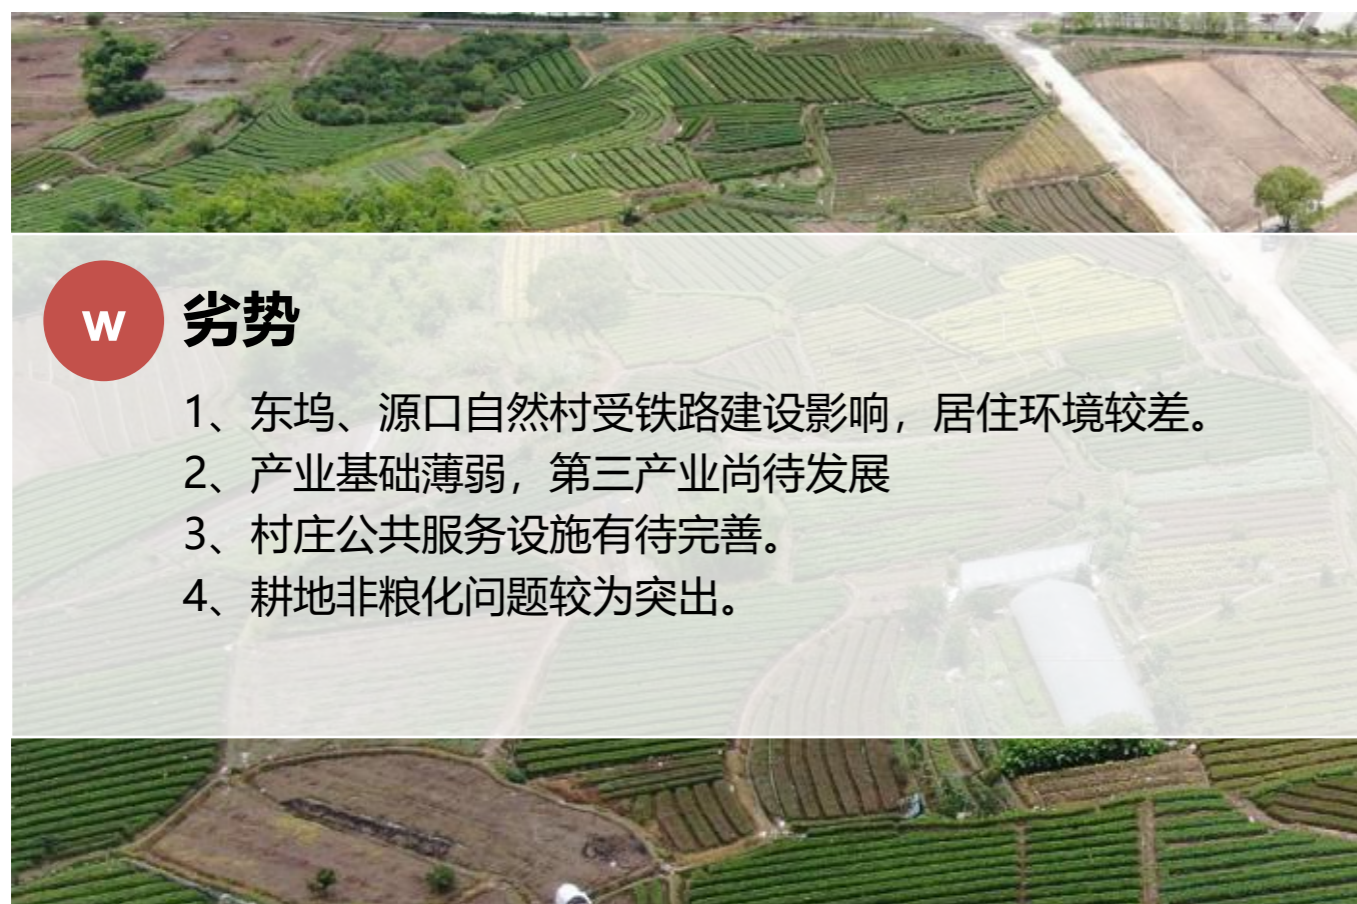 W
劣势
1、东坞、源口自然村受铁路建设影响，居住环境较差。
2、产业基础薄弱，第三产业尚待发展
3、村庄公共服务设施有待完善。
4、耕地非粮化问题较为突出。